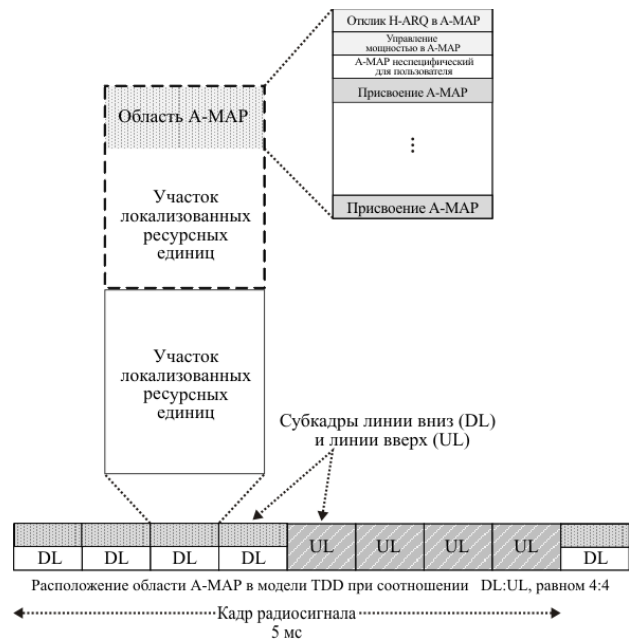 Отклик H-ARQ в A-MAP
Управление
мощностью в A-MAP
A-MAP неспецифический
для пользователя
Присвоение A-MAP
⋮
Присвоение A-MAP
Область A-MAP
Участок
локализованных
ресурсных
единиц
Участок
локализованных
ресурсных
единиц
Субкадры линии вниз (DL)
и линии вверх (UL)
DL DL DL DL UL UL UL UL DL
Расположение области A-MAP в модели TDD при соотношении DL:UL, равном 4:4
Кадр радиосигнала
5 мс